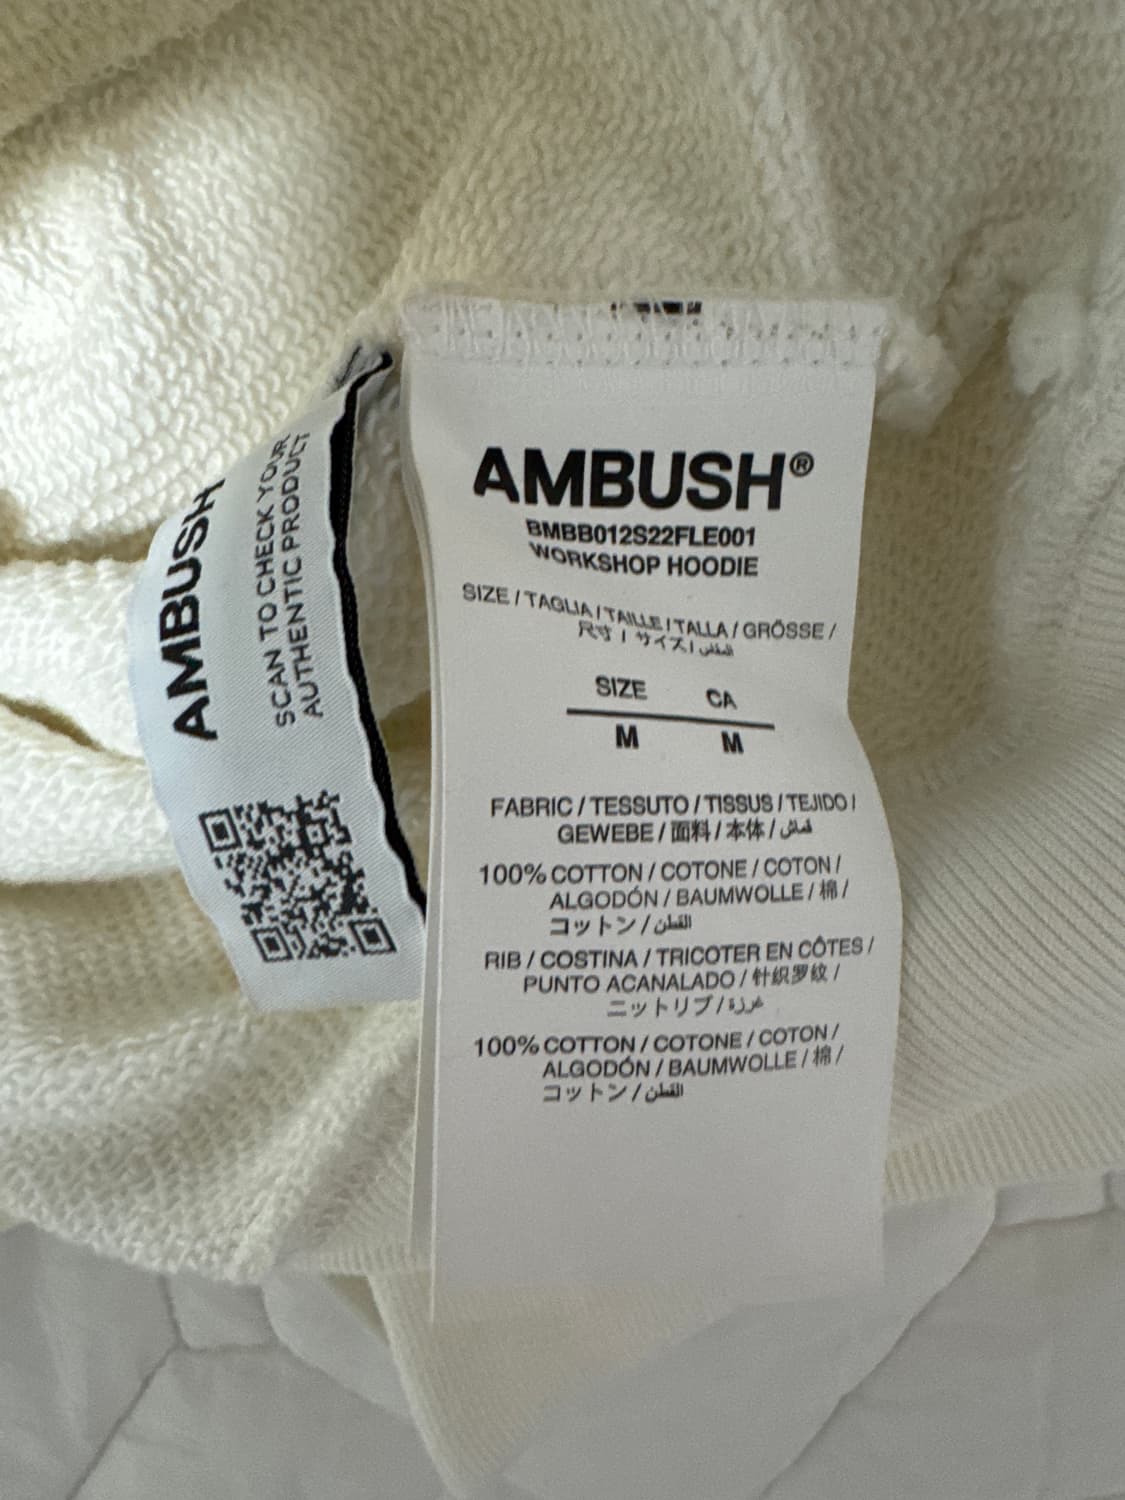 AMBUSH
SCAN TO CHECK YOUR
AUTHENTIC PRODUCT
AMBUSH®
BMBB012S22FLE001
WORKSHOP HOODIE
SIZE / TAGLIA / TAILLE / TALLA / GRÖSSE /
尺寸 / サイズ / المقاس
SIZE CA
M M
FABRIC / TESSUTO / TISSUS / TEJIDO /
GEWEBE / 面料 / 本体 / قماش
100% COTTON / COTONE / COTON /
ALGODÓN / BAUMWOLLE / 棉 /
コットン / القطن
RIB / COSTINA / TRICOTER EN CÔTES /
PUNTO ACANALADO / 针织罗纹 /
ニットリブ / غرزة
100% COTTON / COTONE / COTON /
ALGODÓN / BAUMWOLLE / 棉 /
コットン / القطن